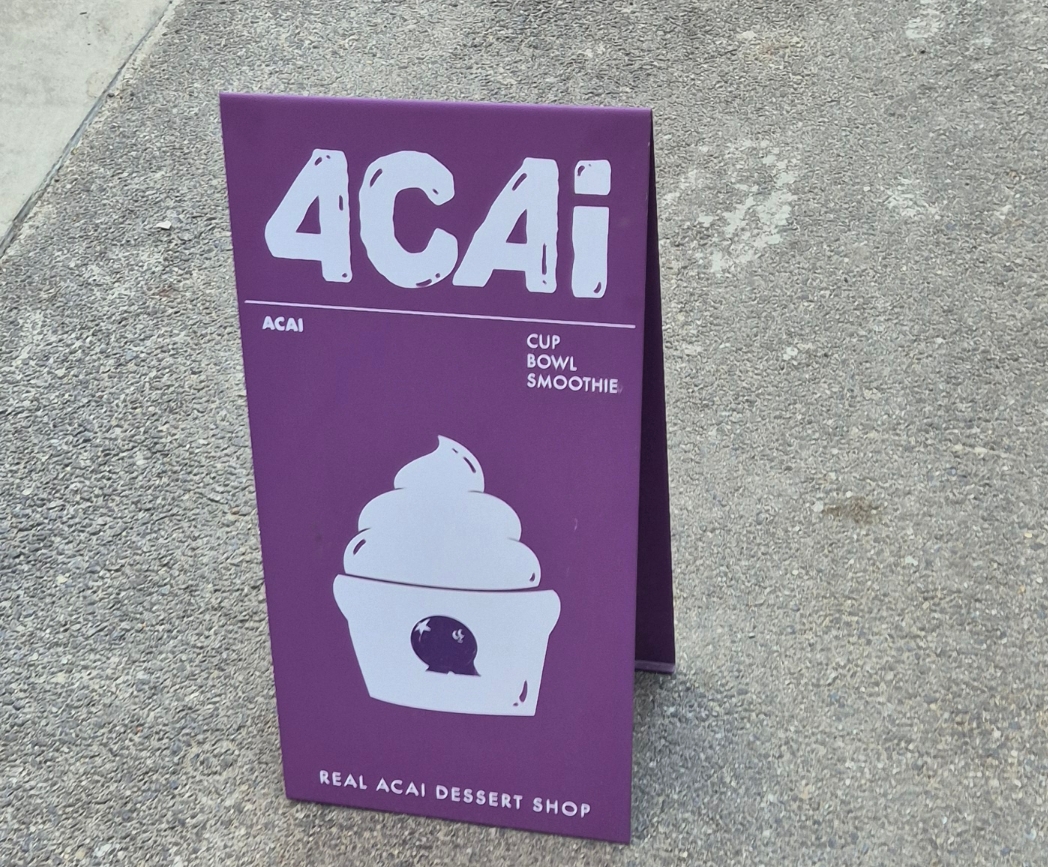 4CAi
ACAI
CUP
BOWL
SMOOTHIE
REAL ACAI DESSERT SHOP